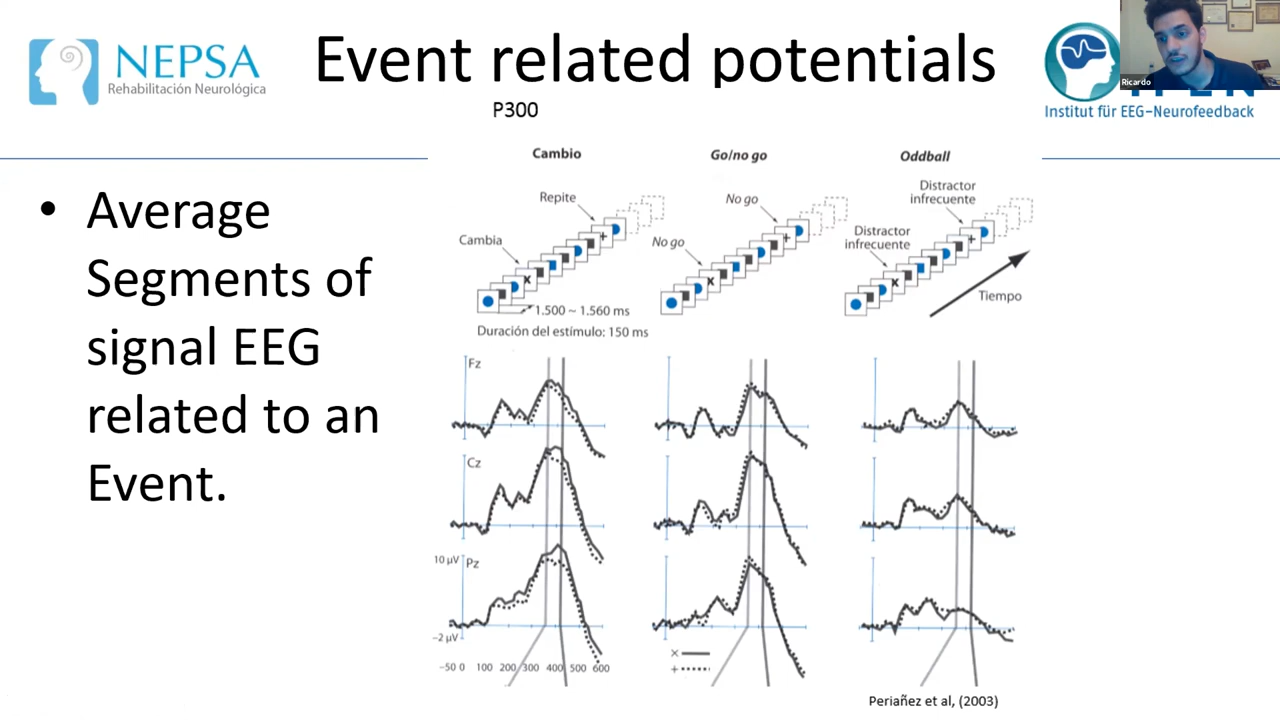 NEPSA
Rehabilitación Neurológica
Event related potentials
Ricardo
Institut für EEG-Neurofeedback
P300
• Average
Segments of
signal EEG
related to an
Event.
Cambio
Go/no go
Oddball
Repite
No go
Distractor
infrecuente
Cambia
No go
Distractor
infrecuente
Tiempo
1.500 ~ 1.560 ms
Duración del estímulo: 150 ms
Fz
Cz
10 µV
Pz
–2 µV
–50 0 100 200 300 400 500 600
×
+
Periañez et al, (2003)